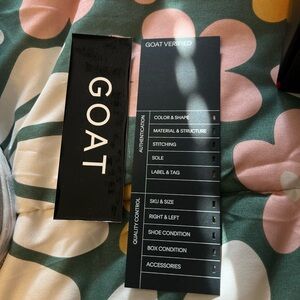 GOAT
GOAT VERIFIED
AUTHENTICATION
COLOR & SHAPE
MATERIAL & STRUCTURE
STITCHING
SOLE
LABEL & TAG
QUALITY CONTROL
SKU & SIZE
RIGHT & LEFT
SHOE CONDITION
BOX CONDITION
ACCESSORIES